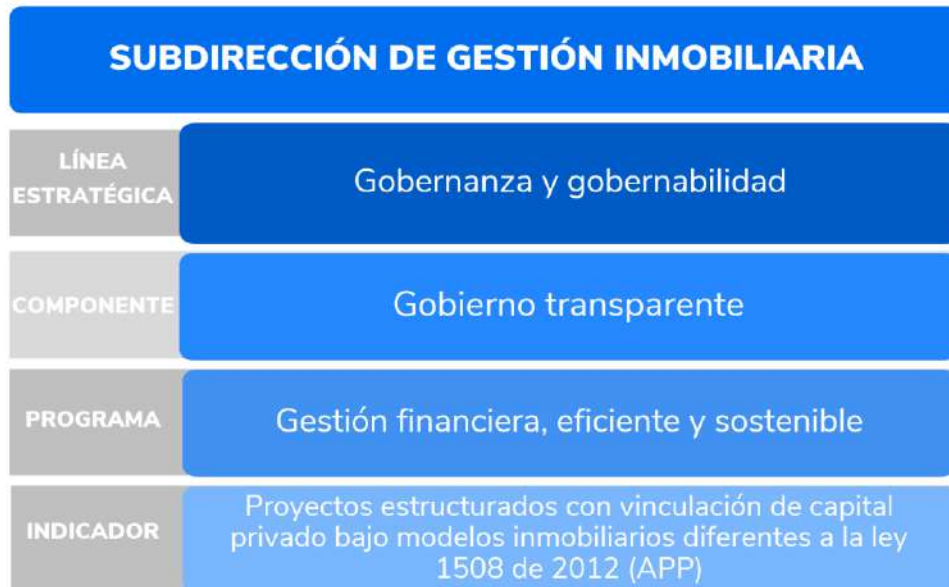 SUBDIRECCIÓN DE GESTIÓN INMOBILIARIA
LÍNEA
ESTRATÉGICA
Gobernanza y gobernabilidad
COMPONENTE
Gobierno transparente
PROGRAMA
Gestión financiera, eficiente y sostenible
INDICADOR
Proyectos estructurados con vinculación de capital
privado bajo modelos inmobiliarios diferentes a la ley
1508 de 2012 (APP)